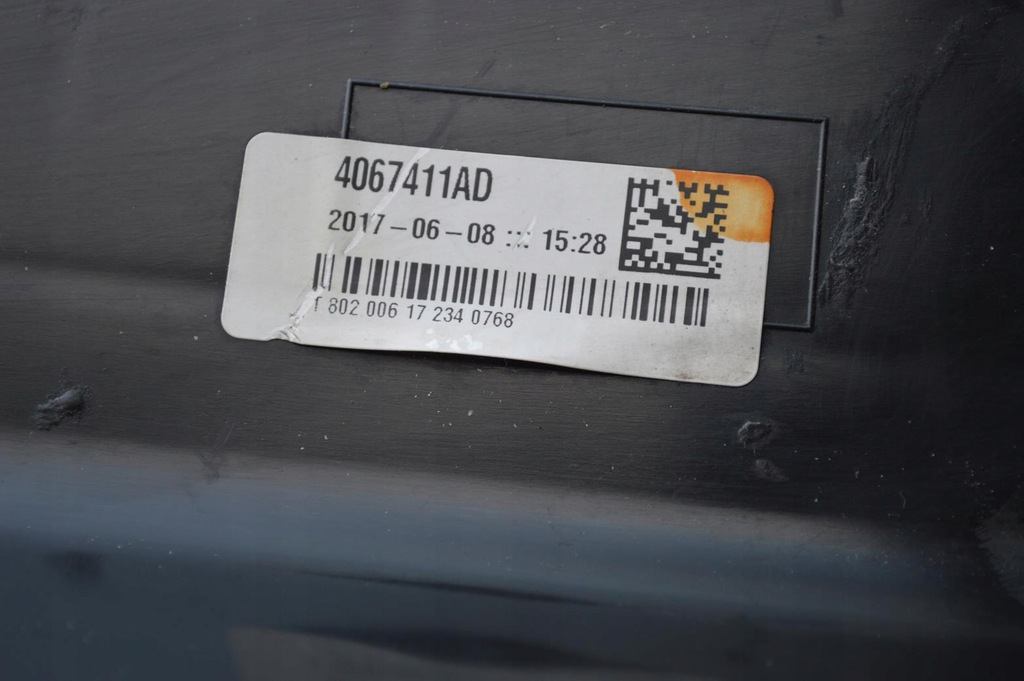 4067411AD
2017-06-08 ::: 15:28
T 802 006 17 234 0768